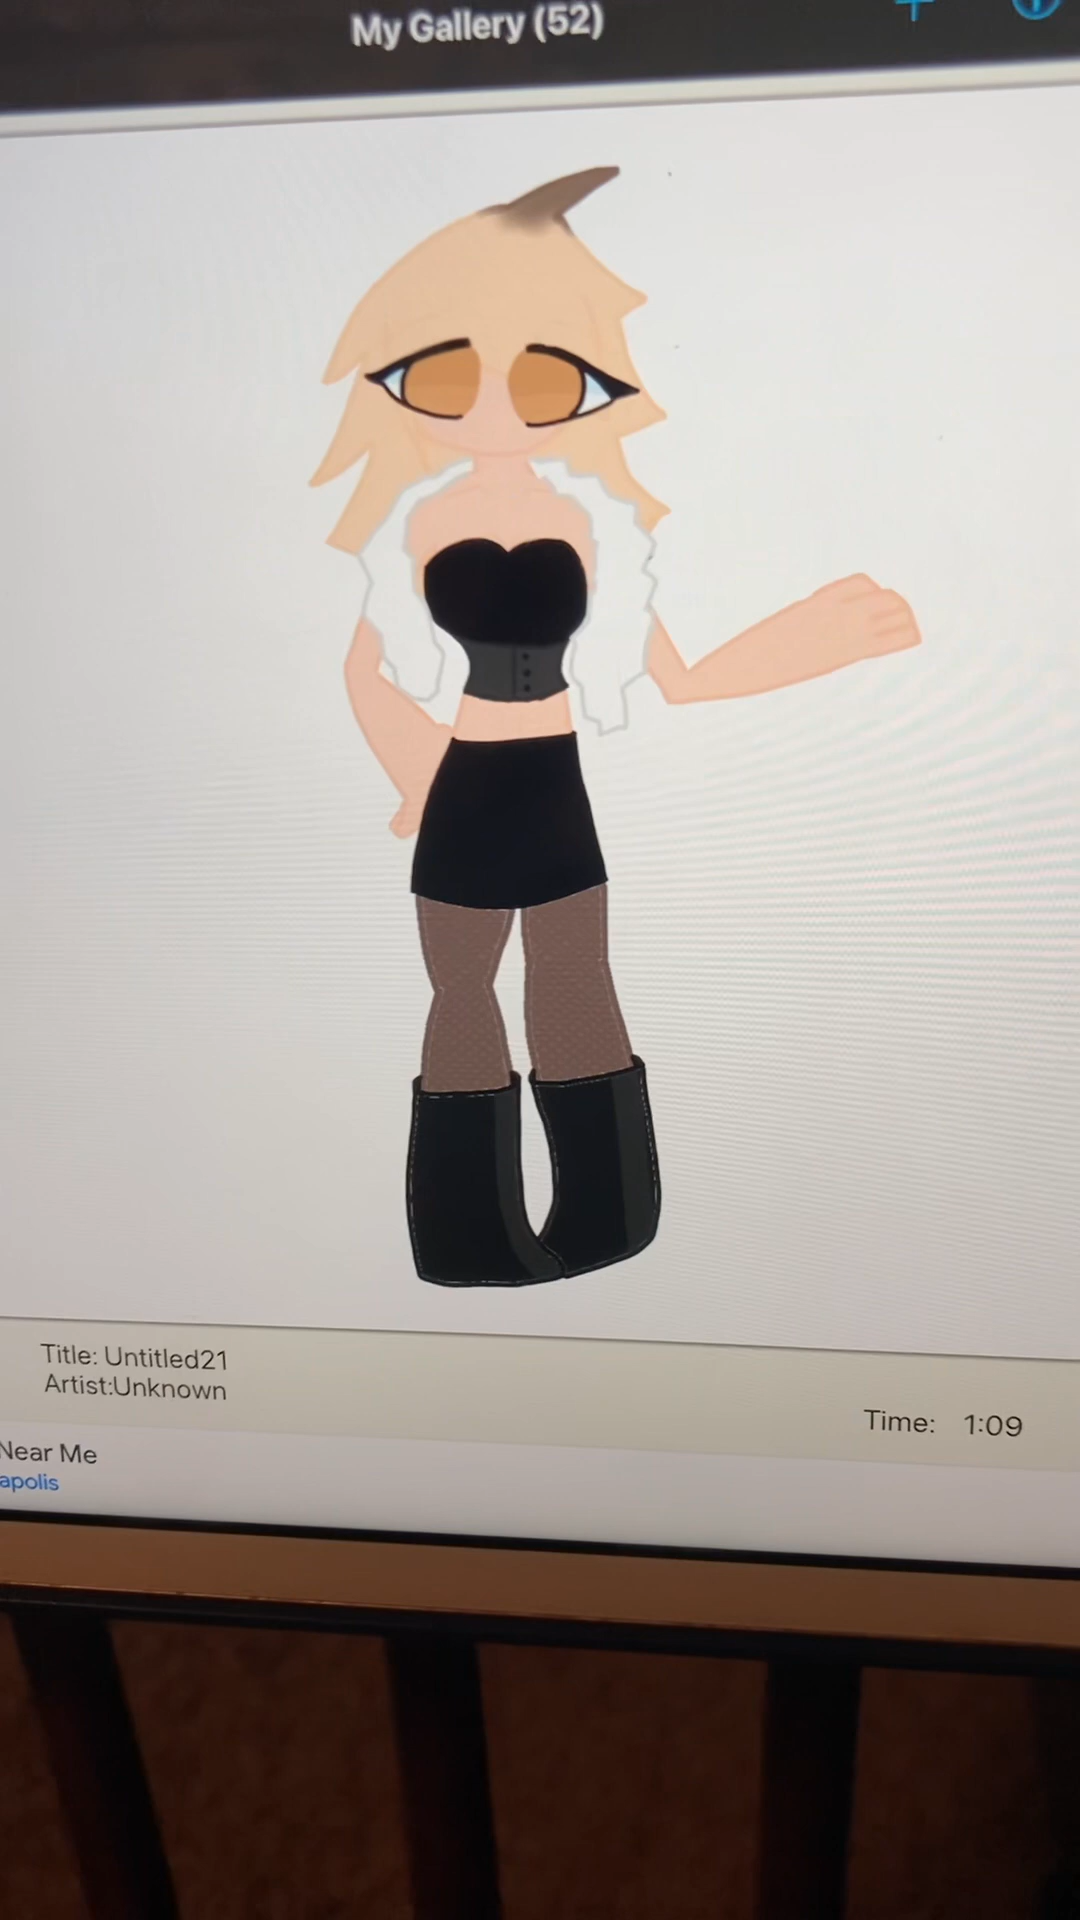 My Gallery (52)
Title: Untitled21
Artist:Unknown
Time: 1:09
Near Me
apolis